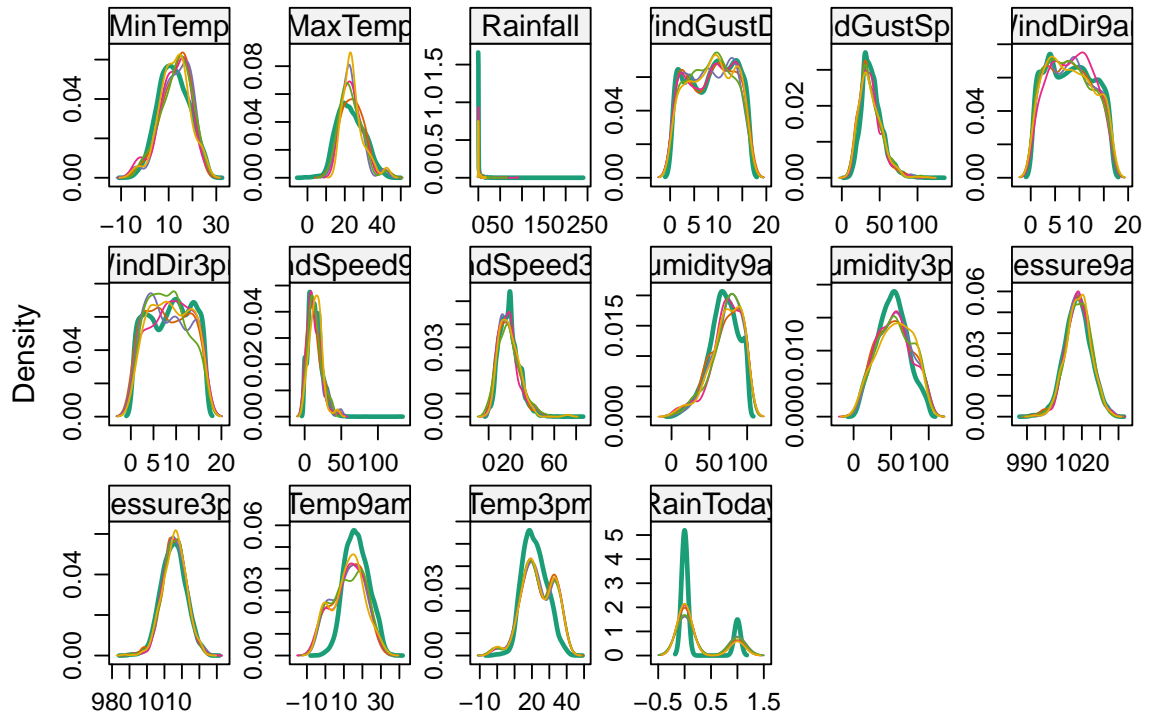 MinTemp MaxTemp Rainfall indGustD dGustSp indDir9a
0.00 0.04
0.00 0.04 0.08
0.0 0.5 1.0 1.5
0.00 0.04
0.00 0.02
0.00 0.04
−10 10 30 0 20 40 0 50 150 250 0 5 10 20 0 50 100 0 5 10 20
Density
indDir3p ndSpeed9 ndSpeed3 umidity9a umidity3p essure9a
0.00 0.04
0.00 0.02 0.04
0.00 0.03
0.000 0.015
0.000 0.010
0.00 0.03 0.06
0 5 10 20 0 50 100 0 20 60 0 50 100 0 50 100 990 1020
essure3p Temp9am Temp3pm RainToday
0.00 0.04
0.00 0.03 0.06
0.00 0.03
0 1 2 3 4 5
980 1010 −10 10 30 −10 20 40 −0.5 0.5 1.5